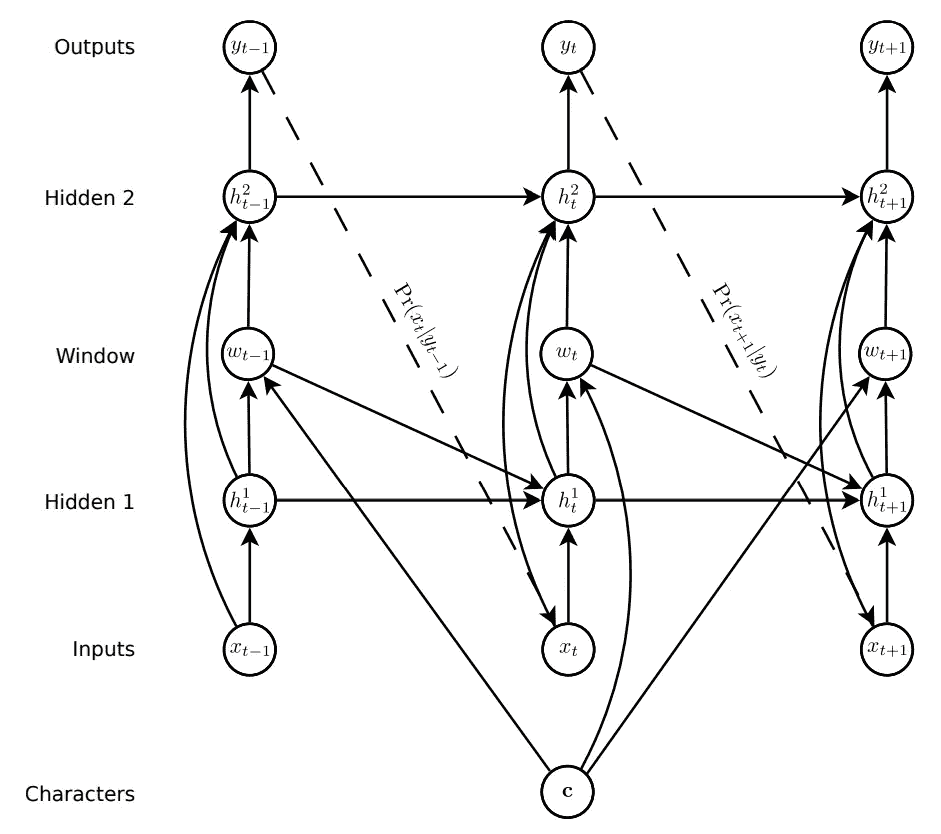 Outputs y_{t−1} y_t y_{t+1}
Hidden 2 h^2_{t−1} h^2_t h^2_{t+1}
Pr(x_t|y_{t−1}) Pr(x_{t+1}|y_t)
Window w_{t−1} w_t w_{t+1}
Hidden 1 h^1_{t−1} h^1_t h^1_{t+1}
Inputs x_{t−1} x_t x_{t+1}
Characters c